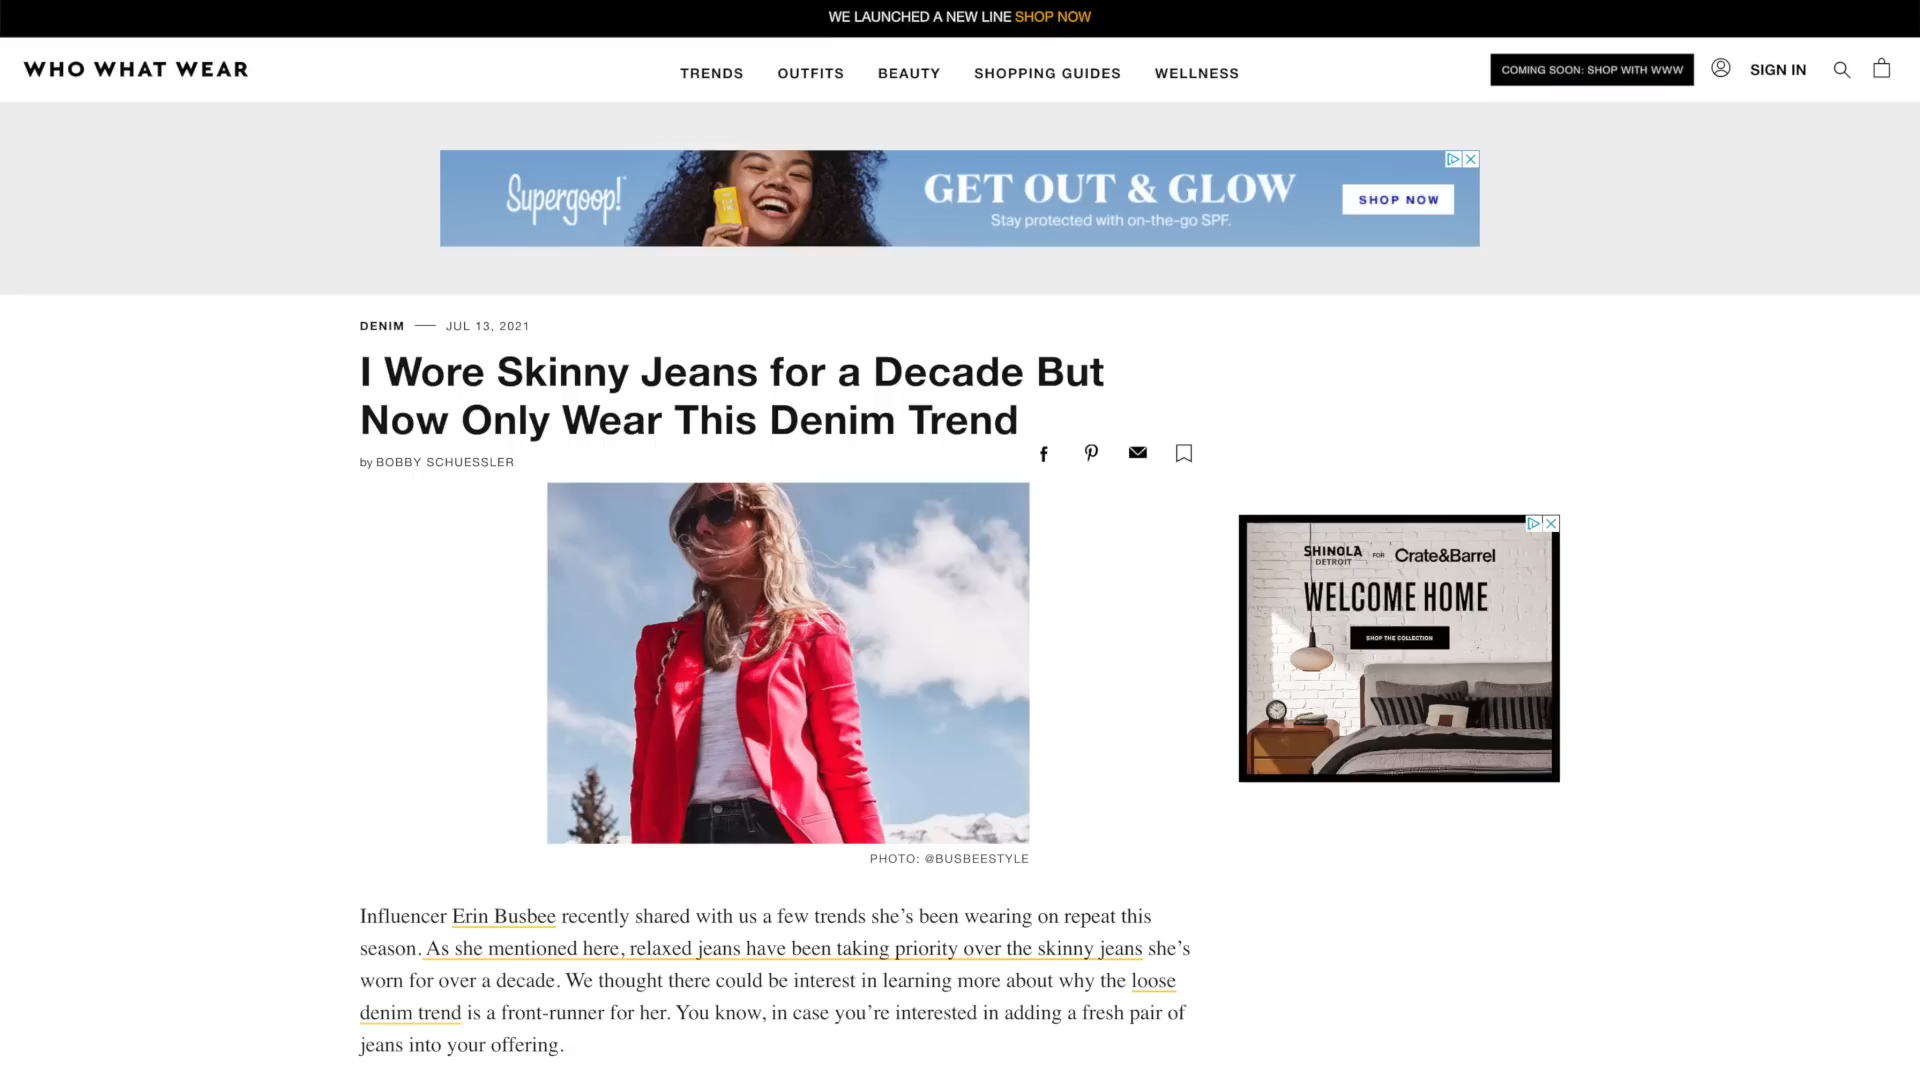 WE LAUNCHED A NEW LINE SHOP NOW
WHO WHAT WEAR
TRENDS
OUTFITS
BEAUTY
SHOPPING GUIDES
WELLNESS
COMING SOON: SHOP WITH WWW
SIGN IN
Supergoop!
GET OUT & GLOW
Stay protected with on-the-go SPF.
SHOP NOW
DENIM — JUL 13, 2021
I Wore Skinny Jeans for a Decade But
Now Only Wear This Denim Trend
by BOBBY SCHUESSLER
SHINOLA
DETROIT
FOR
Crate&Barrel
WELCOME HOME
SHOP THE COLLECTION
PHOTO: @BUSBEESTYLE
Influencer Erin Busbee recently shared with us a few trends she’s been wearing on repeat this
season. As she mentioned here, relaxed jeans have been taking priority over the skinny jeans she’s
worn for over a decade. We thought there could be interest in learning more about why the loose
denim trend is a front-runner for her. You know, in case you’re interested in adding a fresh pair of
jeans into your offering.